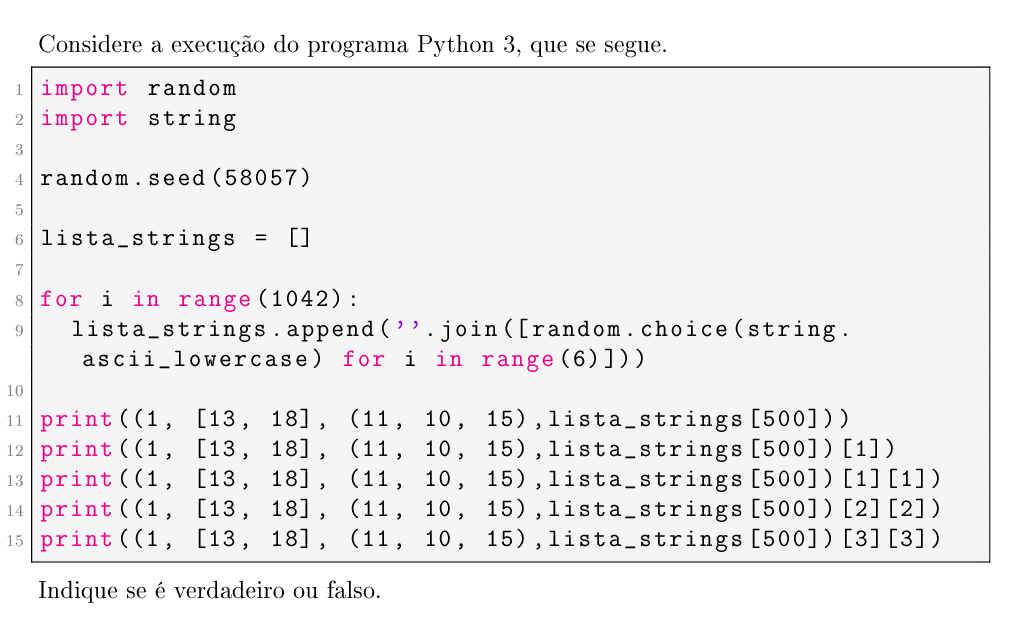 Considere a execução do programa Python 3, que se segue.
1 import random
2 import string
3
4 random.seed(58057)
5
6 lista_strings = []
7
8 for i in range(1042):
9 lista_strings.append(''.join([random.choice(string.
ascii_lowercase) for i in range(6)]))
10
11 print((1, [13, 18], (11, 10, 15),lista_strings[500]))
12 print((1, [13, 18], (11, 10, 15),lista_strings[500])[1])
13 print((1, [13, 18], (11, 10, 15),lista_strings[500])[1][1])
14 print((1, [13, 18], (11, 10, 15),lista_strings[500])[2][2])
15 print((1, [13, 18], (11, 10, 15),lista_strings[500])[3][3])
Indique se é verdadeiro ou falso.